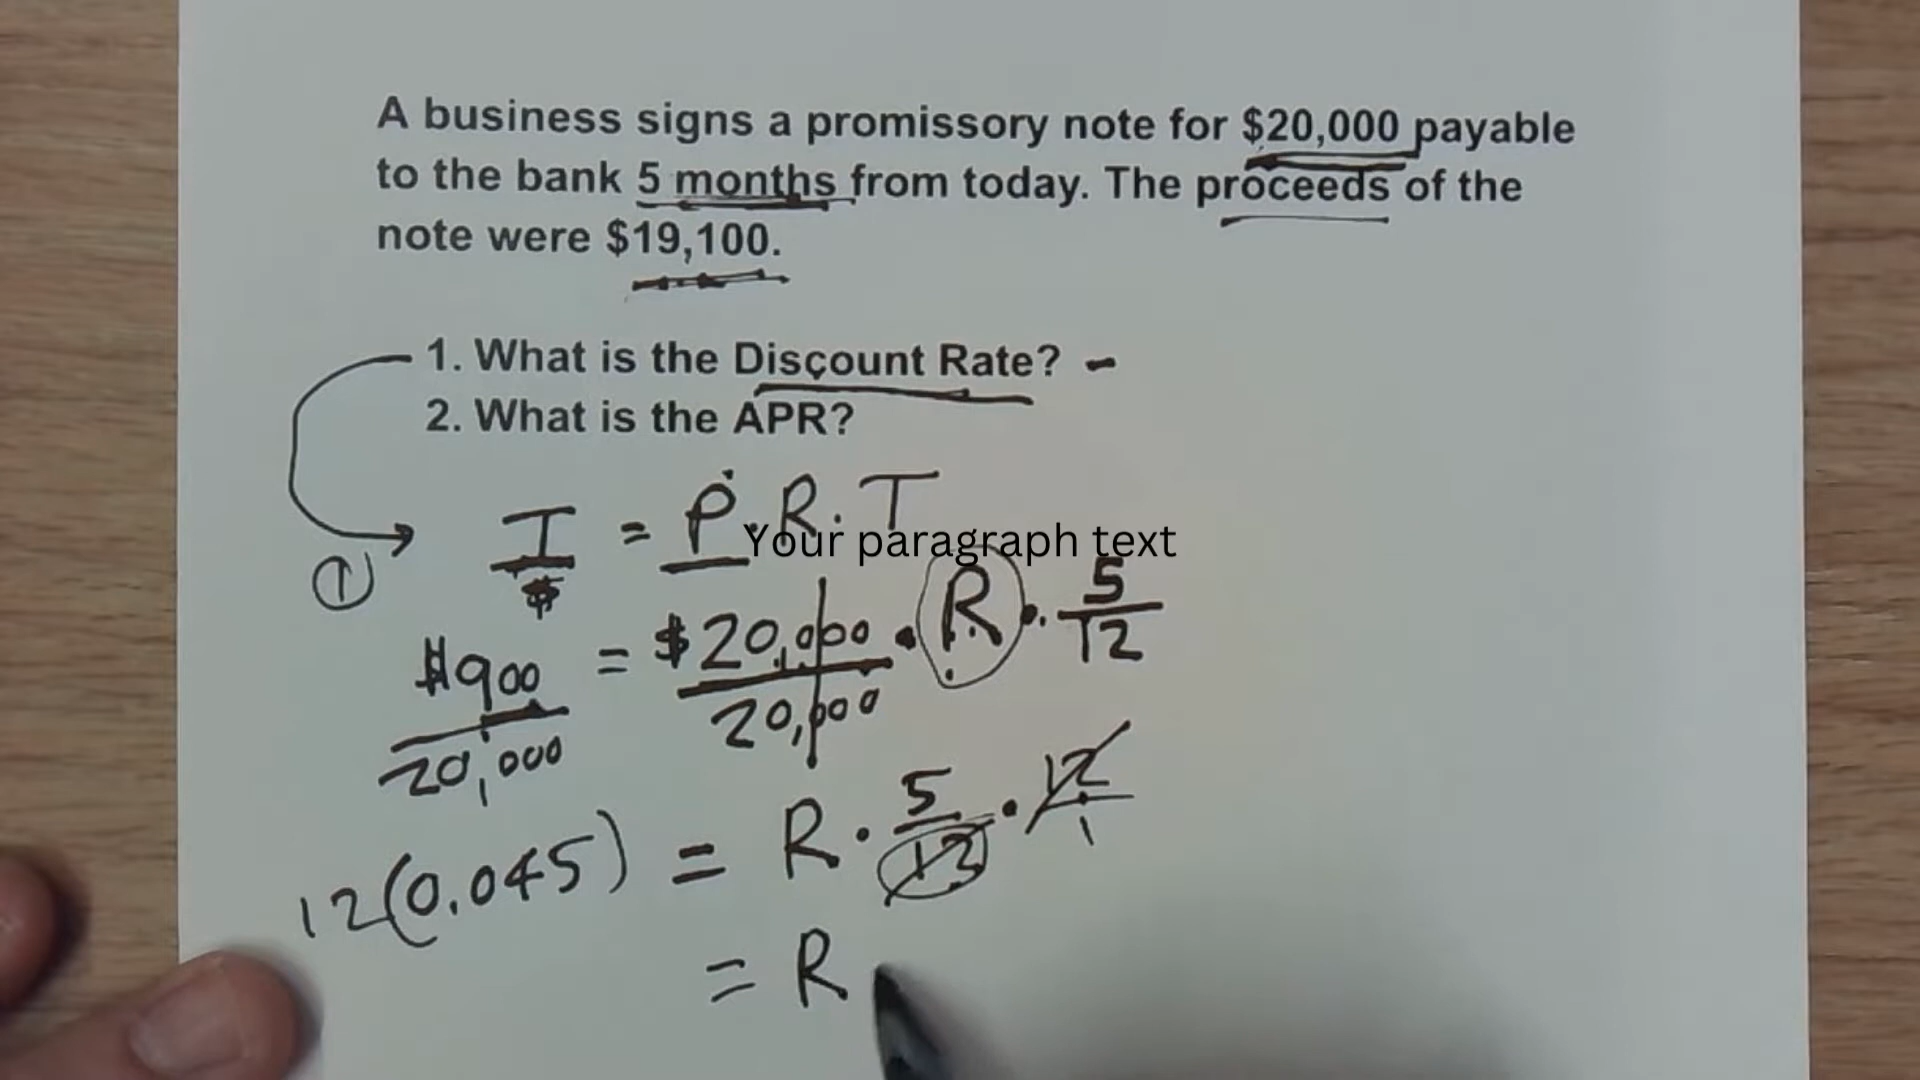 A business signs a promissory note for $20,000 payable
to the bank 5 months from today. The proceeds of the
note were $19,100.
1. What is the Discount Rate? -
2. What is the APR?
① I = P · R · T
$
Your paragraph text
$900 = $20,000 · R · 5
12
20,000 20,000
12(0.045) = R · 5/12 · 12/1
= R